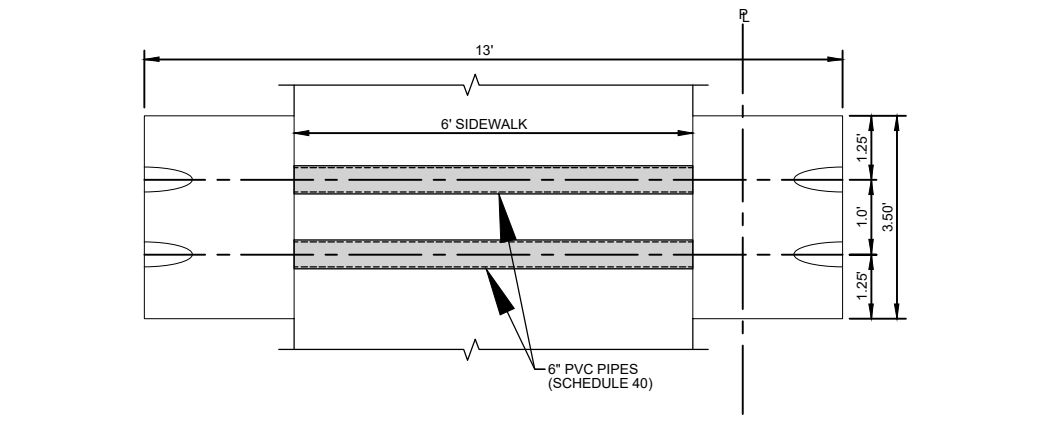 PL
13'
6' SIDEWALK
1.25'
1.0'
3.50'
1.25'
6" PVC PIPES
(SCHEDULE 40)